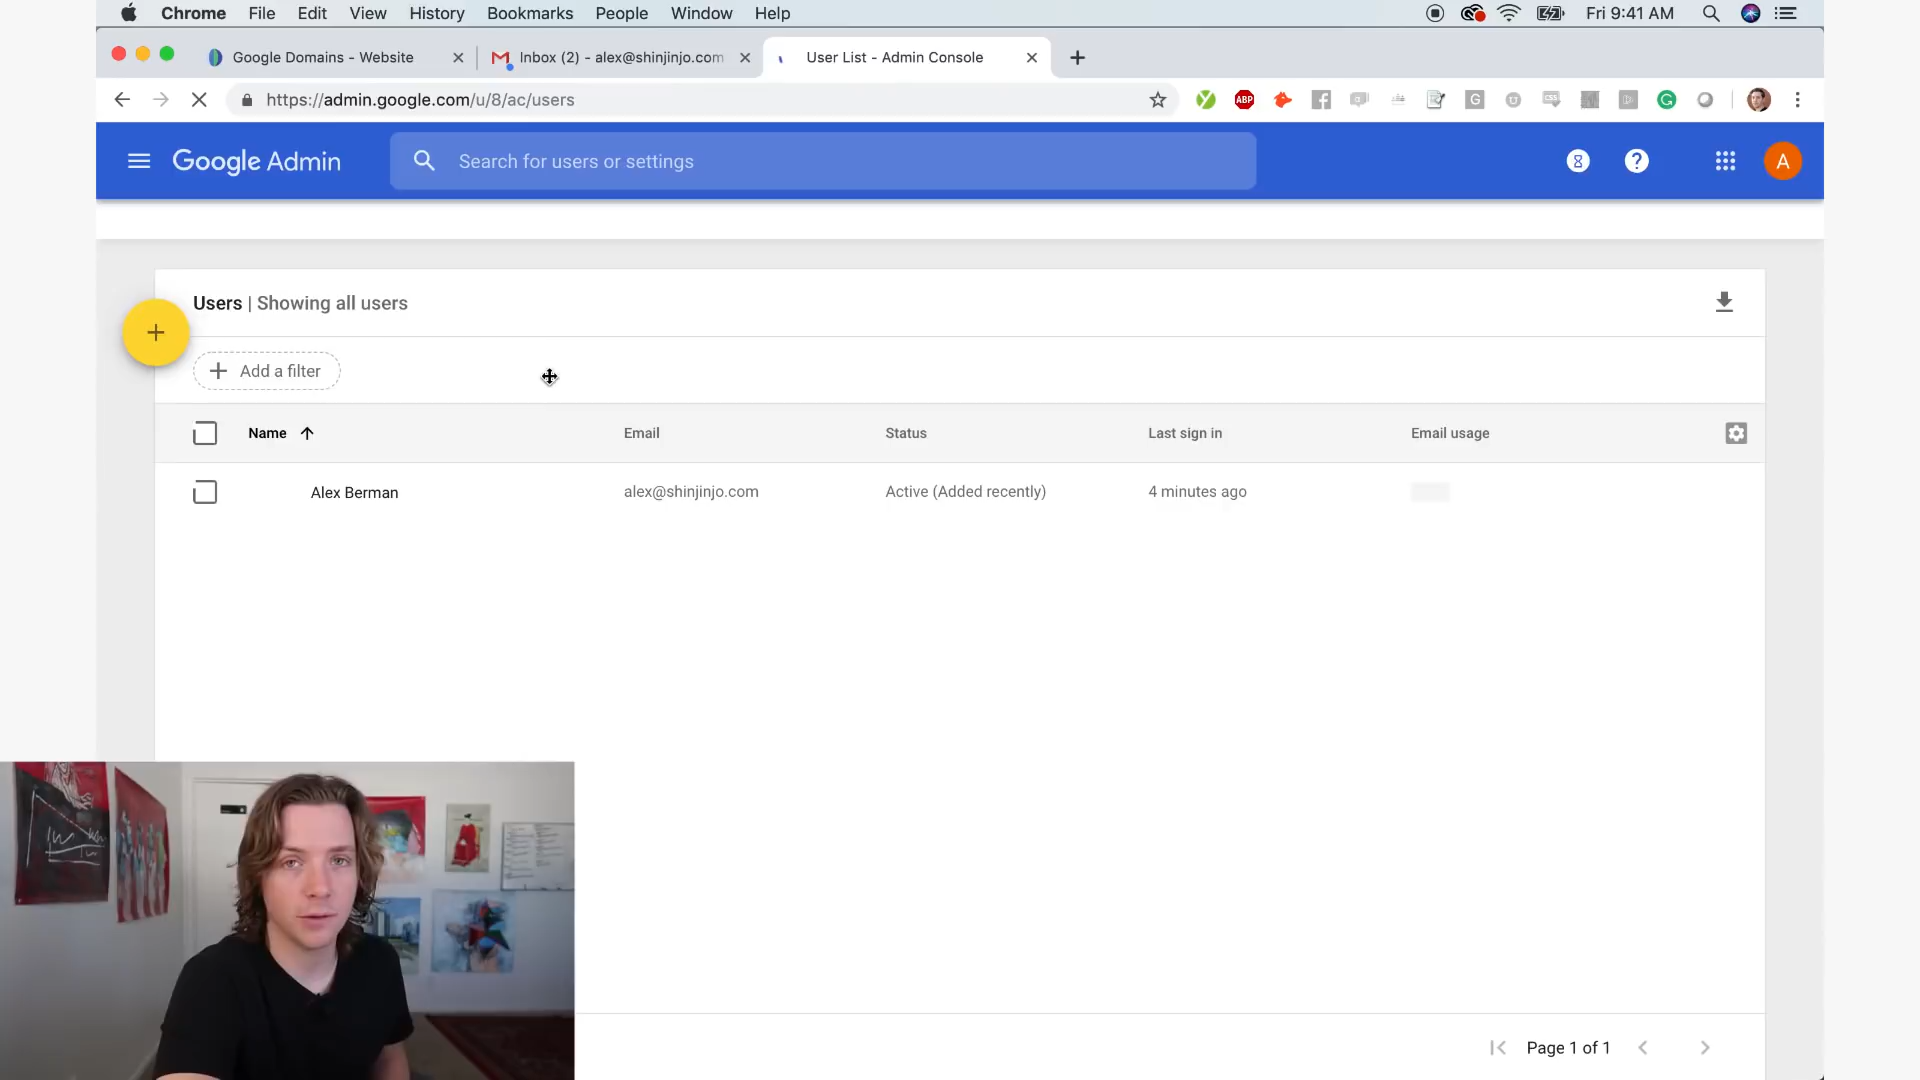 Chrome File Edit View History Bookmarks People Window Help Fri 9:41 AM
Google Domains - Website Inbox (2) - alex@shinjinjo.com User List - Admin Console
https://admin.google.com/u/8/ac/users ABP
Google Admin Search for users or settings A
Users | Showing all users
Add a filter
Name Email Status Last sign in Email usage
Alex Berman alex@shinjinjo.com Active (Added recently) 4 minutes ago
Page 1 of 1